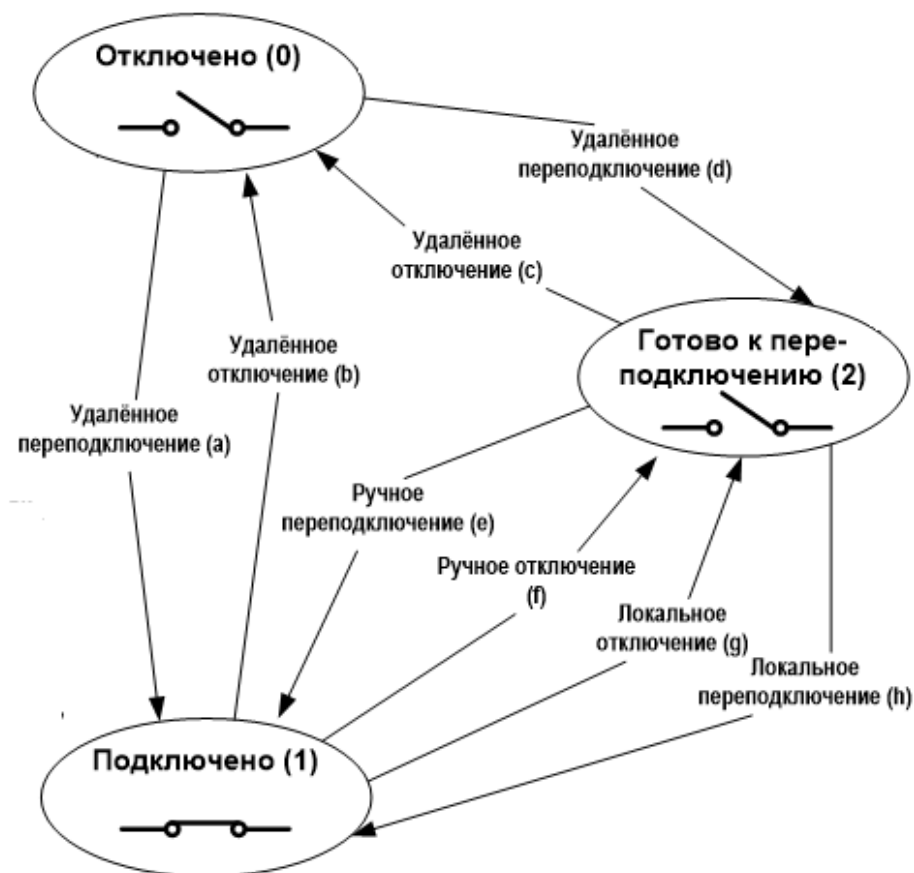 Отключено (0)
Удалённое
переподключение (d)
Удалённое
отключение (c)
Готово к пере-
подключению (2)
Удалённое
отключение (b)
Удалённое
переподключение (a)
Ручное
переподключение (e)
Ручное отключение
(f)
Локальное
отключение (g)
Локальное
переподключение (h)
Подключено (1)